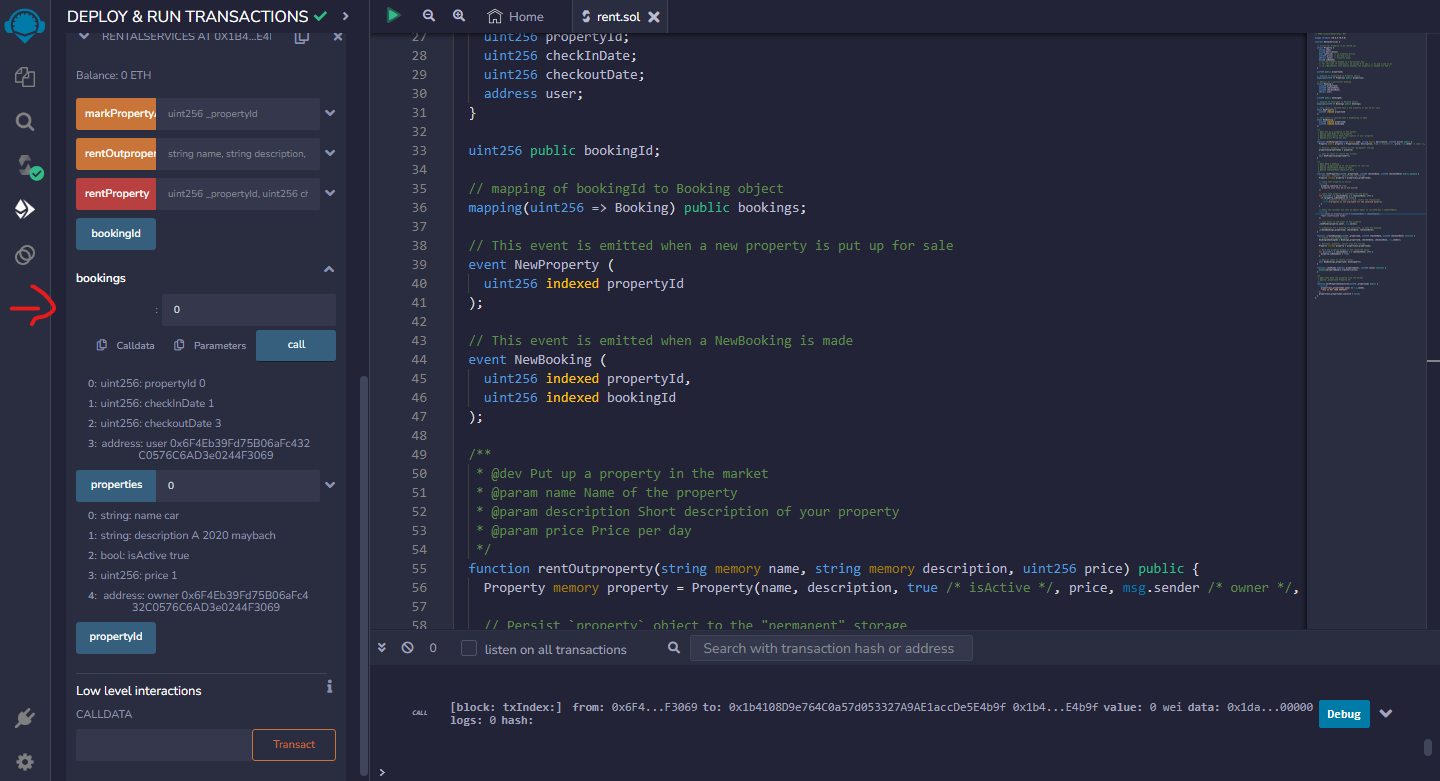 DEPLOY & RUN TRANSACTIONS
RENTALSERVICES AT 0X1B4...E4
Balance: 0 ETH
markProperty uint256 _propertyId
rentOutproper string name, string description,
rentProperty uint256 _propertyId, uint256 ch
bookingId
bookings
: 0
Calldata Parameters call
0: uint256: propertyId 0
1: uint256: checkInDate 1
2: uint256: checkoutDate 3
3: address: user 0x6F4Eb39Fd75B06aFc432
C0576C6AD3e0244F3069
properties 0
0: string: name car
1: string: description A 2020 maybach
2: bool: isActive true
3: uint256: price 1
4: address: owner 0x6F4Eb39Fd75B06aFc4
32C0576C6AD3e0244F3069
propertyId
Low level interactions
i
CALLDATA
Transact
Home rent.sol
27 uint256 propertyId;
28 uint256 checkInDate;
29 uint256 checkoutDate;
30 address user;
31 }
32
33 uint256 public bookingId;
34
35 // mapping of bookingId to Booking object
36 mapping(uint256 => Booking) public bookings;
37
38 // This event is emitted when a new property is put up for sale
39 event NewProperty (
40 uint256 indexed propertyId
41 );
42
43 // This event is emitted when a NewBooking is made
44 event NewBooking (
45 uint256 indexed propertyId,
46 uint256 indexed bookingId
47 );
48
49 /**
50 * @dev Put up a property in the market
51 * @param name Name of the property
52 * @param description Short description of your property
53 * @param price Price per day
54 */
55 function rentOutproperty(string memory name, string memory description, uint256 price) public {
56 Property memory property = Property(name, description, true /* isActive */, price, msg.sender /* owner */,
57
58 // Persist `property` object to the "permanent" storage
0 listen on all transactions Search with transaction hash or address
CALL [block: txIndex:] from: 0x6F4...F3069 to: 0x1b4108D9e764C0a57d053327A9AE1accDe5E4b9f 0x1b4...E4b9f value: 0 wei data: 0x1da...00000 Debug
logs: 0 hash:
>